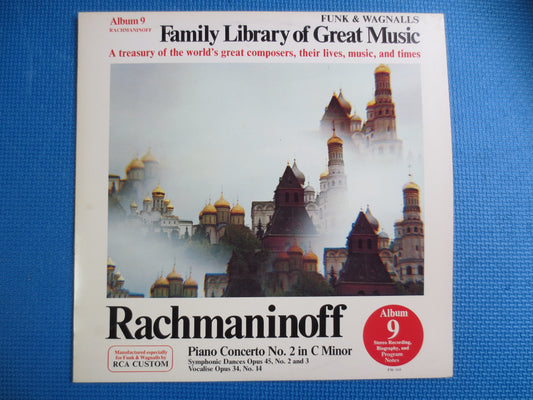 Album 9
RACHMANINOFF
FUNK & WAGNALLS
Family Library of Great Music
A treasury of the world's great composers, their lives, music, and times
Rachmaninoff
Manufactured especially
for Funk & Wagnalls by
RCA CUSTOM
Piano Concerto No. 2 in C Minor
Symphonic Dances Opus 45, No. 2 and 3
Vocalise Opus 34, No. 14
Album
9
Stereo Recording,
Biography, and
Program
Notes